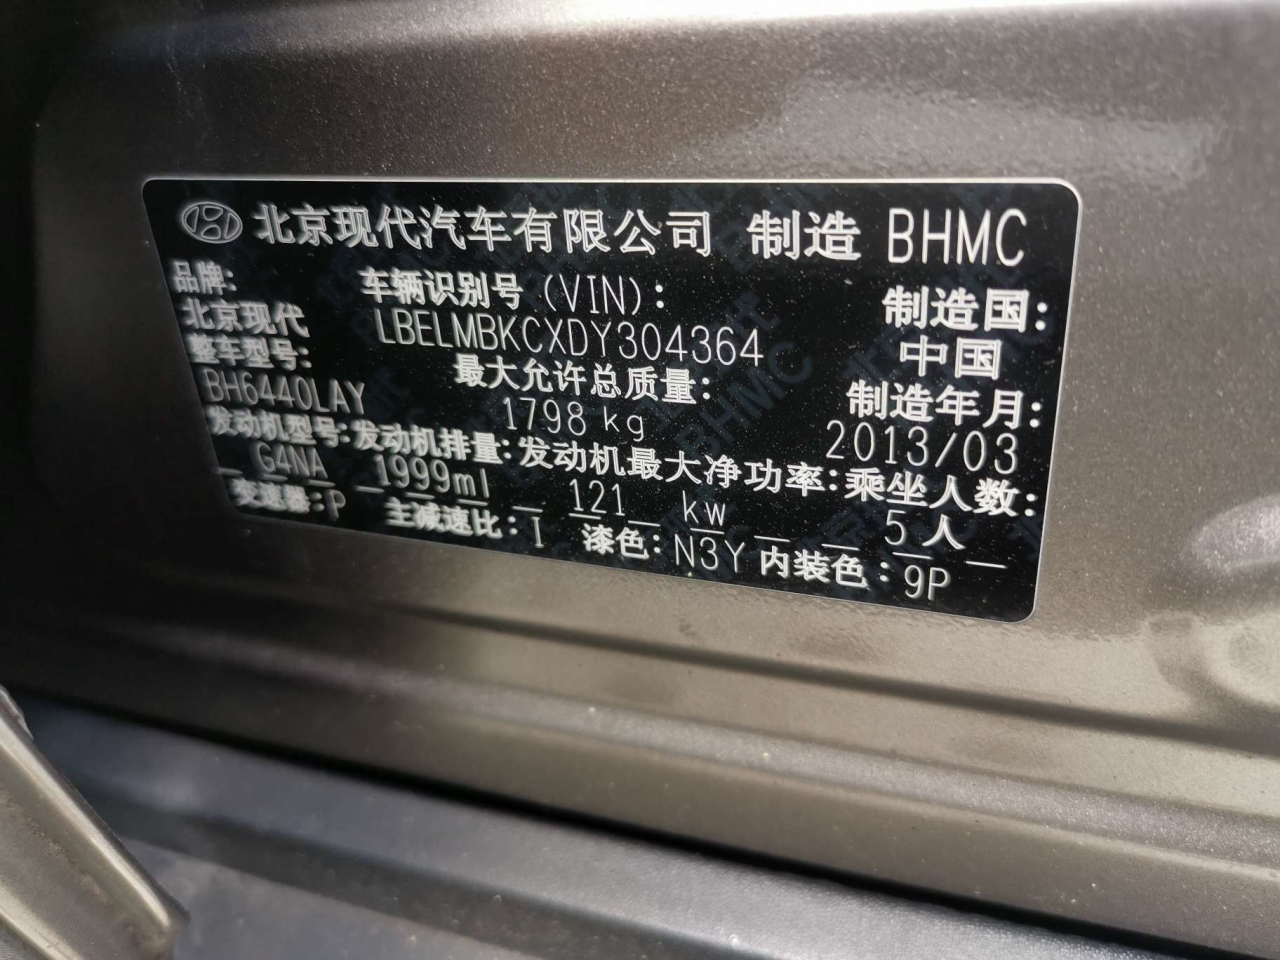 北京现代汽车有限公司 制造 BHMC
品牌: 车辆识别号(VIN): 制造国:
北京现代 LBELMBKCXDY304364 中国
整车型号: 最大允许总质量: 制造年月:
BH6440LAY 1798 kg 2013/03
发动机型号: 发动机排量: 发动机最大净功率: 乘坐人数:
G4NA 1999ml 121 kw 5人
变速器: P 主减速比: I 漆色: N3Y 内装色: 9P